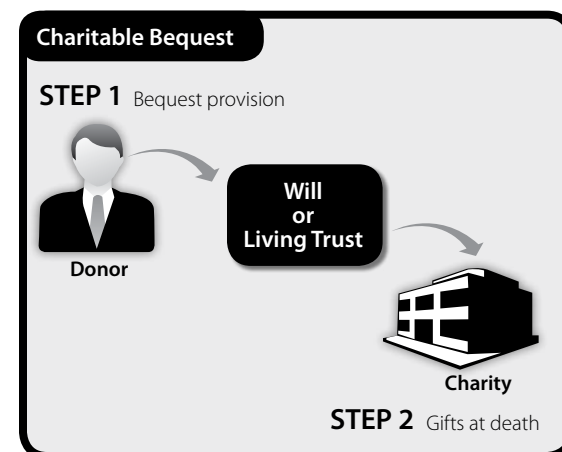 Charitable Bequest
STEP 1 Bequest provision
Will
or
Living Trust
Donor
Charity
STEP 2 Gifts at death